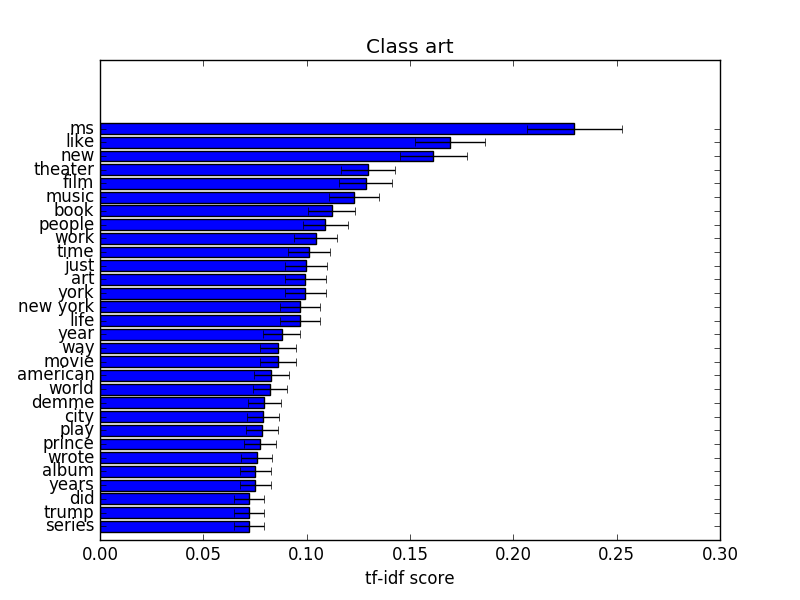 Class art
ms
like
new
theater
film
music
book
people
work
time
just
art
york
new york
life
year
way
movie
american
world
demme
city
play
prince
wrote
album
years
did
trump
series
0.00 0.05 0.10 0.15 0.20 0.25 0.30
tf-idf score